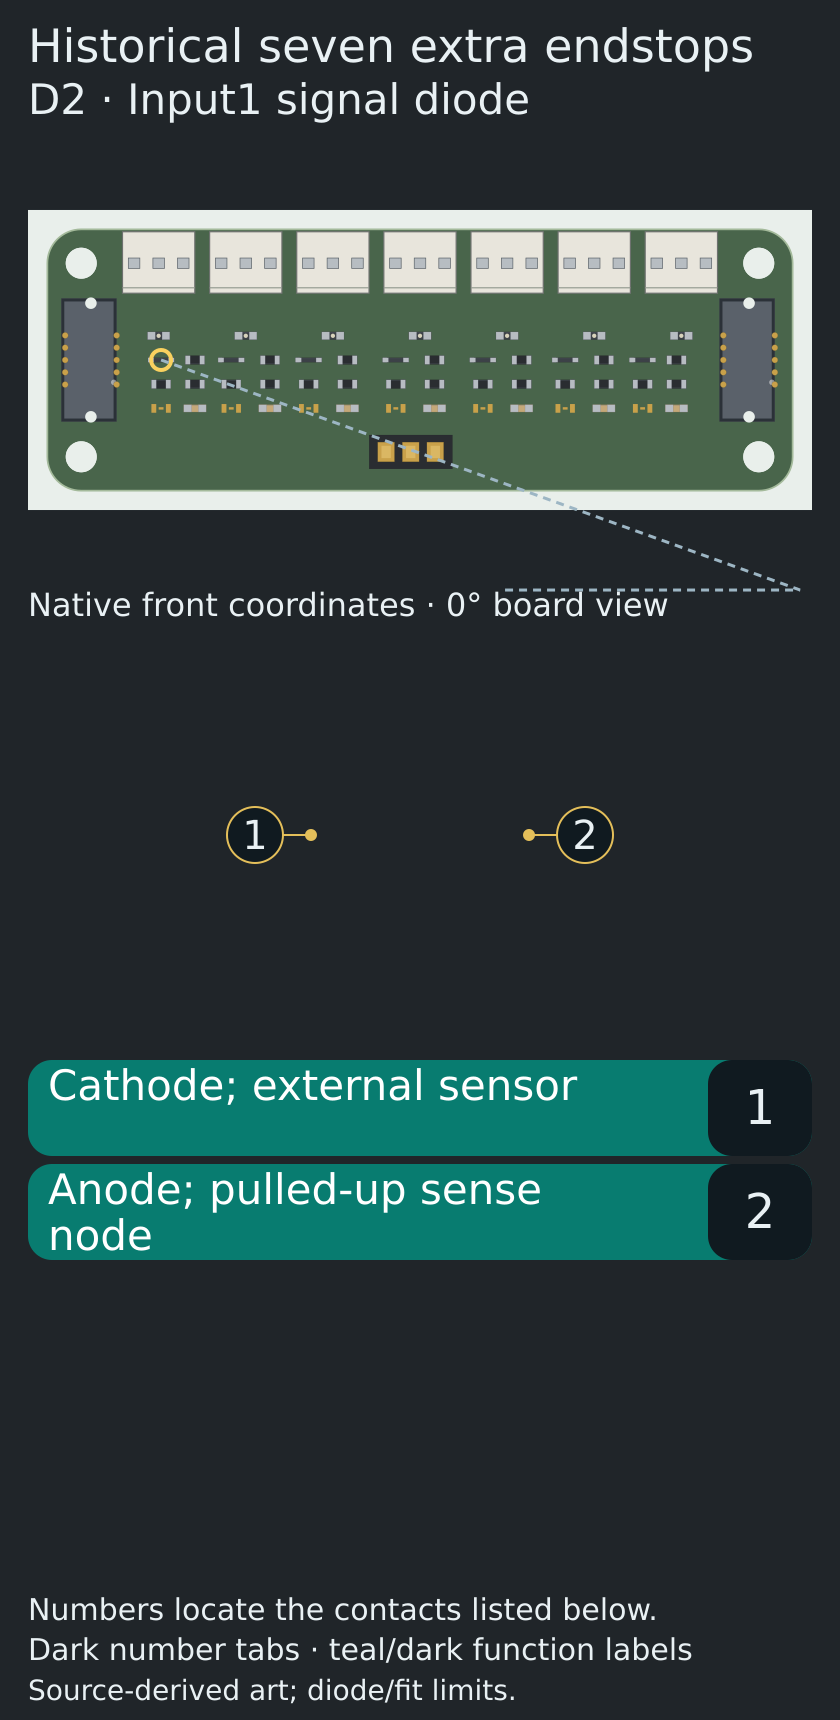 Historical seven extra endstops
D2 · Input1 signal diode
Native front coordinates · 0° board view
1
2
Cathode; external sensor
1
Anode; pulled-up sense
node
2
Numbers locate the contacts listed below.
Dark number tabs · teal/dark function labels
Source-derived art; diode/fit limits.